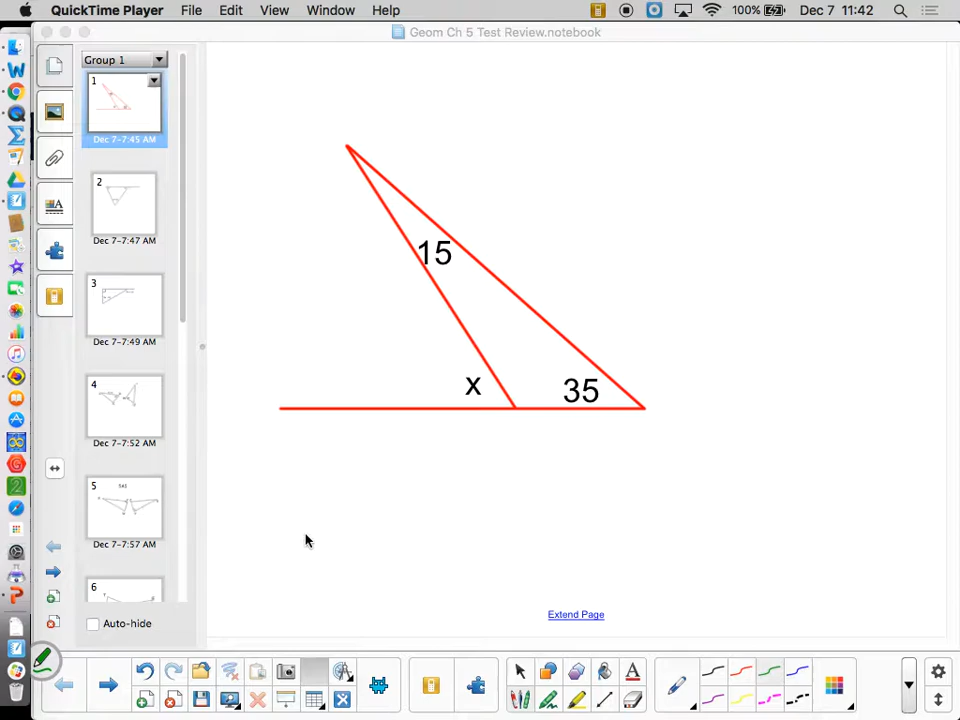 QuickTime Player File Edit View Window Help 100% Dec 7 11:42
Geom Ch 5 Test Review.notebook
Group 1
1
Dec 7-7:45 AM
2
Dec 7-7:47 AM
3
Dec 7-7:49 AM
4
Dec 7-7:52 AM
5
SAS
Dec 7-7:57 AM
6
Auto-hide
15
x
35
Extend Page